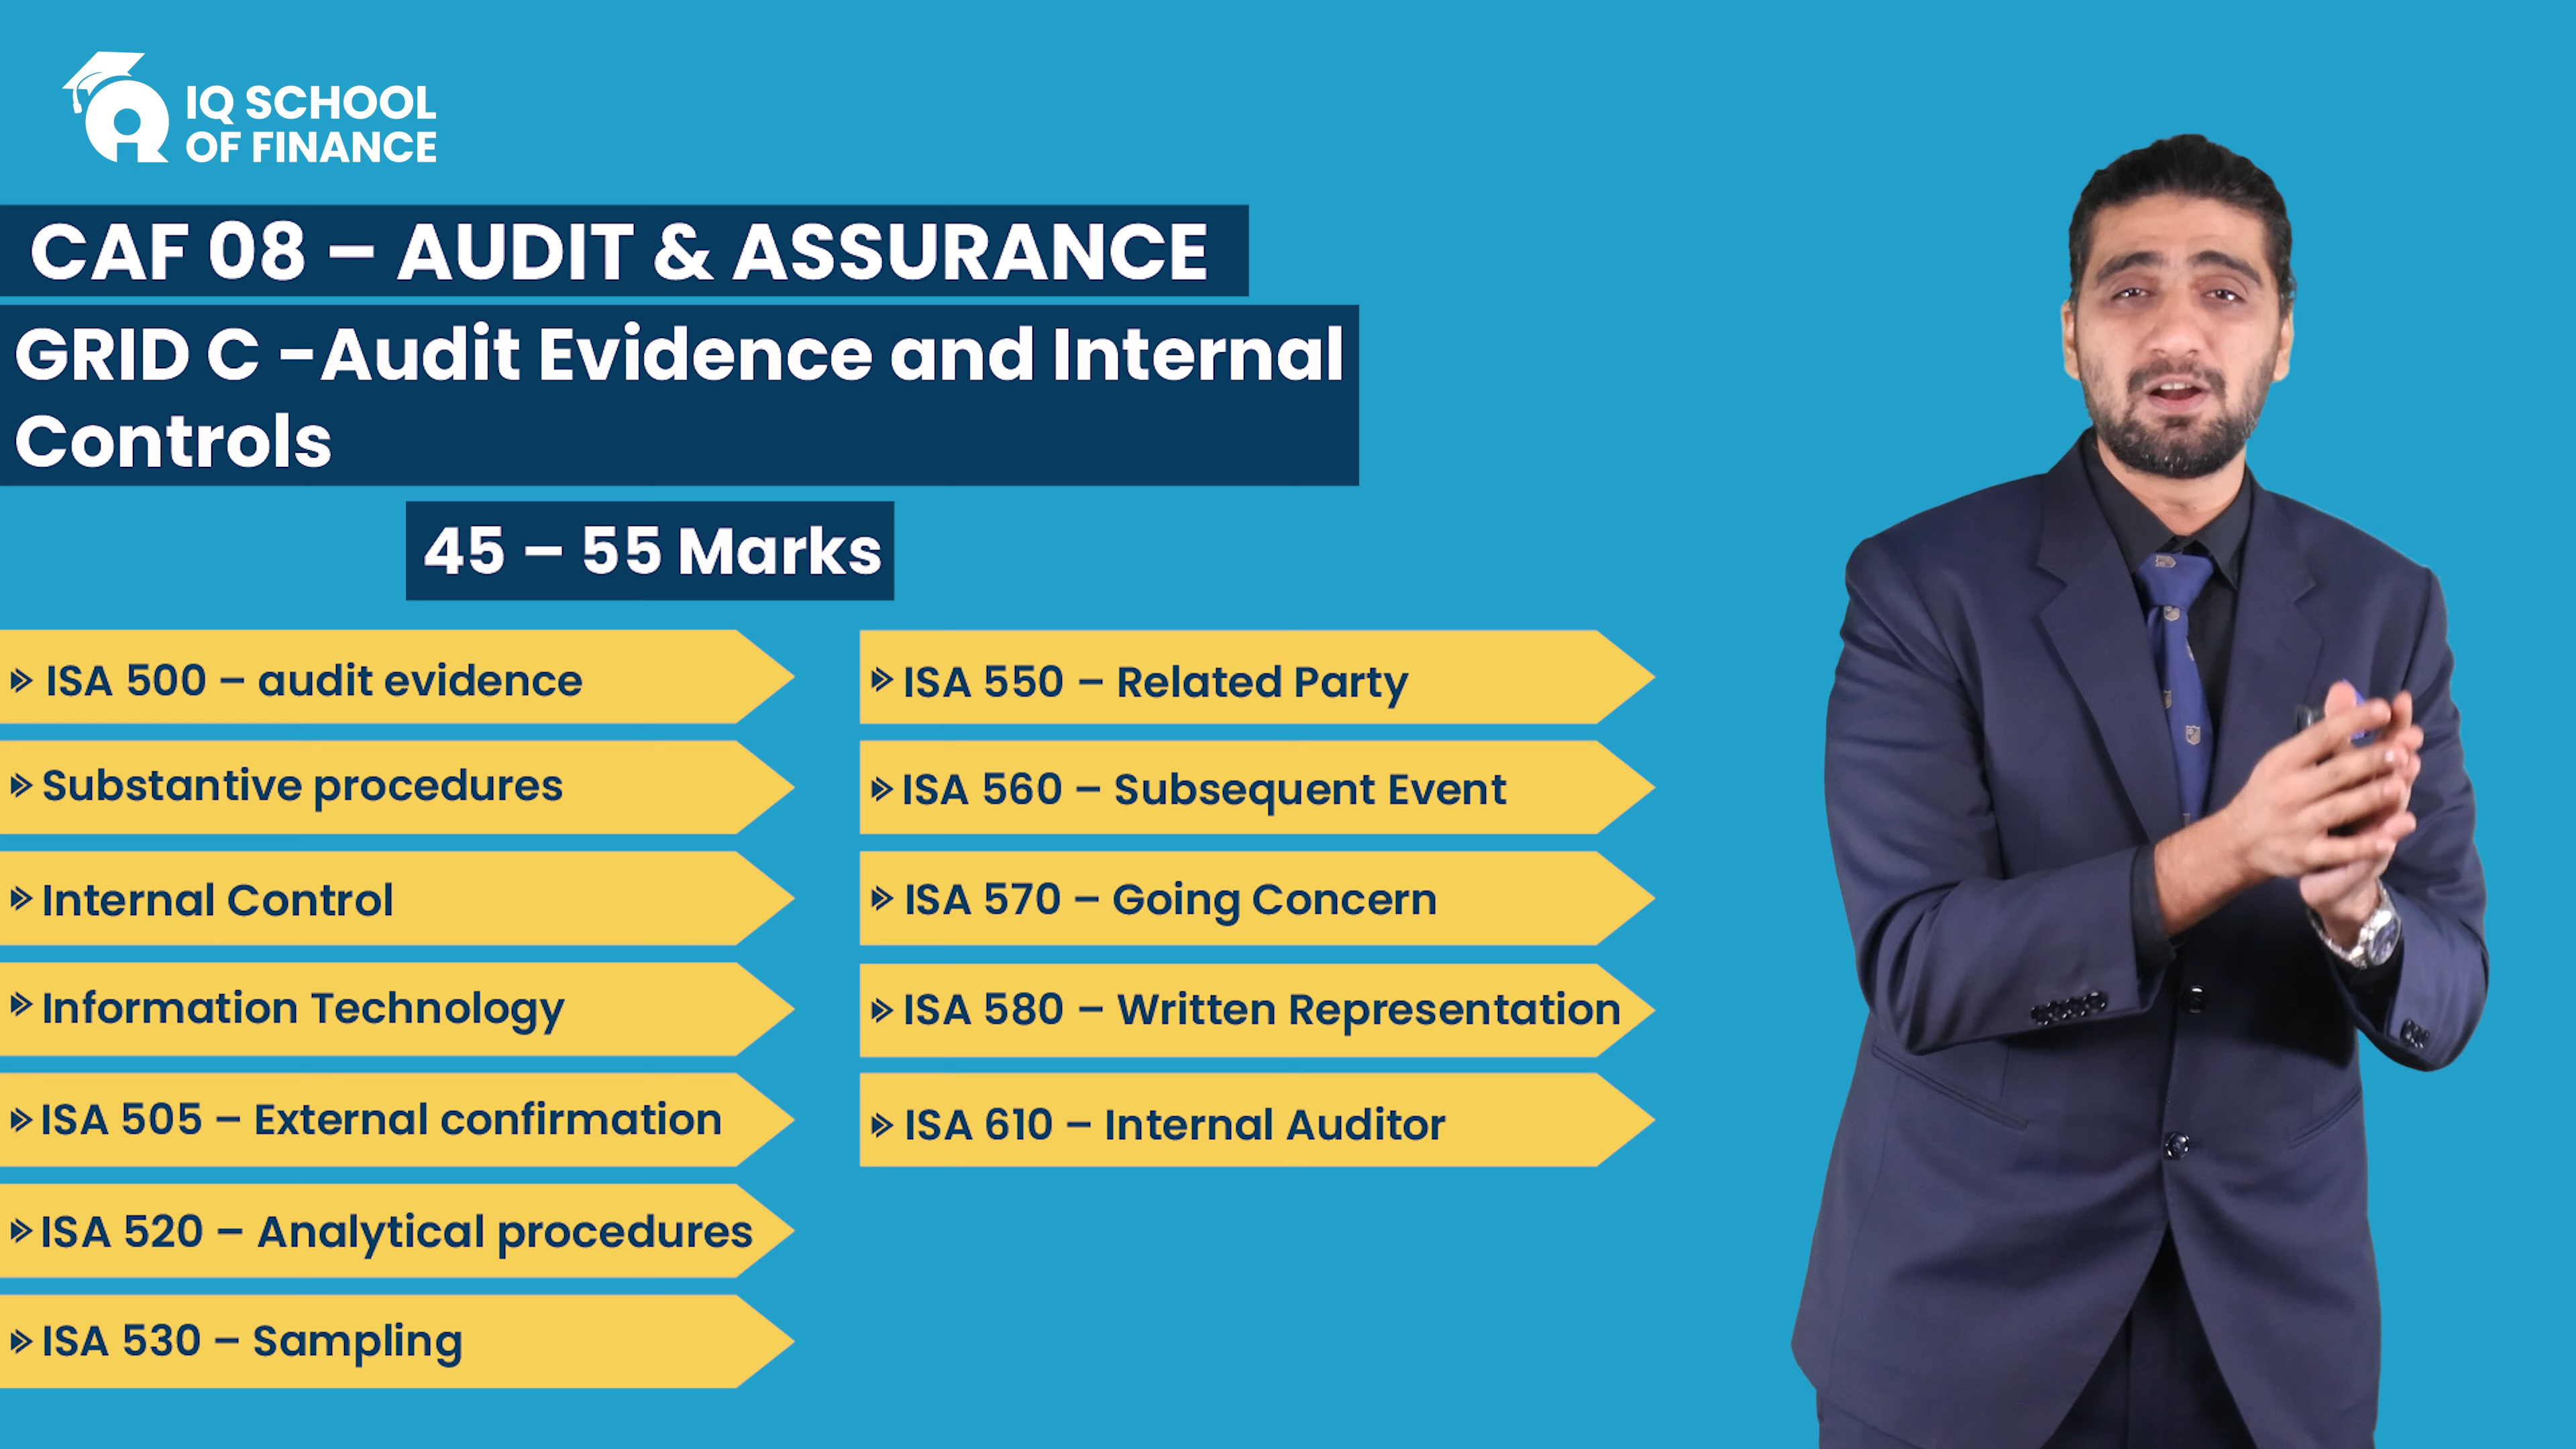 IQ SCHOOL
OF FINANCE
CAF 08 – AUDIT & ASSURANCE
GRID C -Audit Evidence and Internal
Controls
45 – 55 Marks
ISA 500 – audit evidence
Substantive procedures
Internal Control
Information Technology
ISA 505 – External confirmation
ISA 520 – Analytical procedures
ISA 530 – Sampling
ISA 550 – Related Party
ISA 560 – Subsequent Event
ISA 570 – Going Concern
ISA 580 – Written Representation
ISA 610 – Internal Auditor